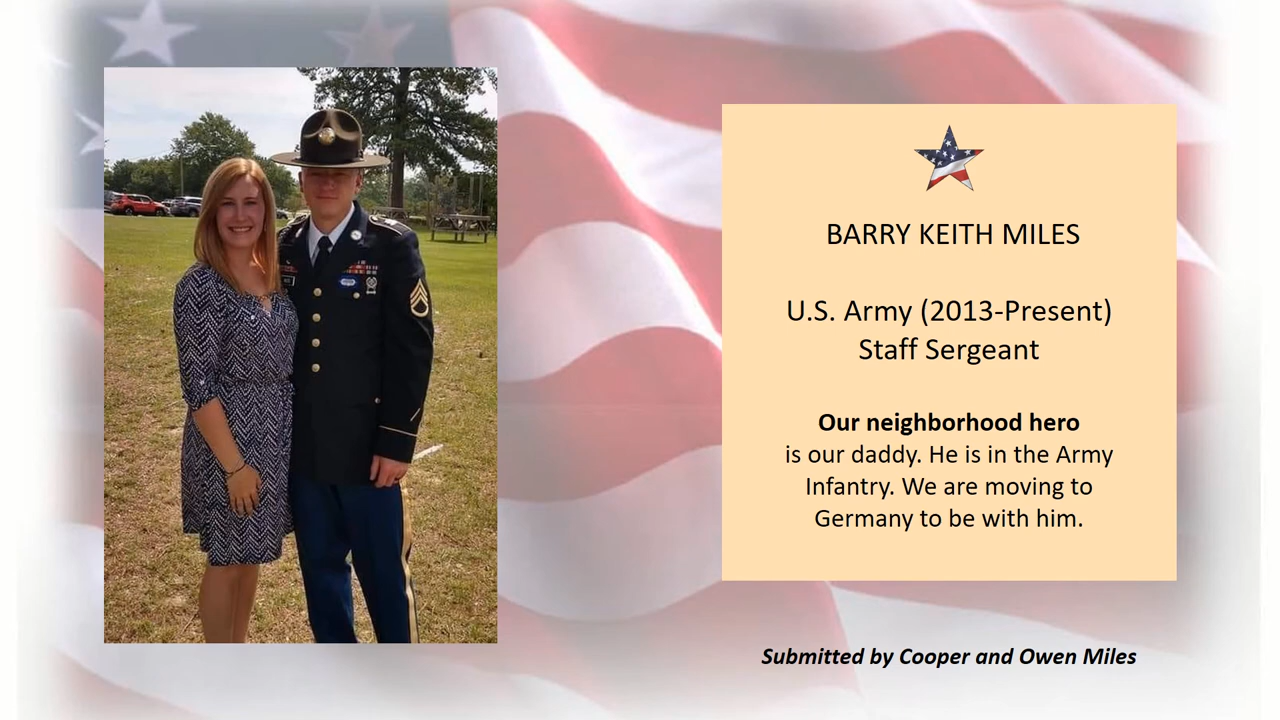 BARRY KEITH MILES
U.S. Army (2013-Present)
Staff Sergeant
Our neighborhood hero
is our daddy. He is in the Army
Infantry. We are moving to
Germany to be with him.
Submitted by Cooper and Owen Miles